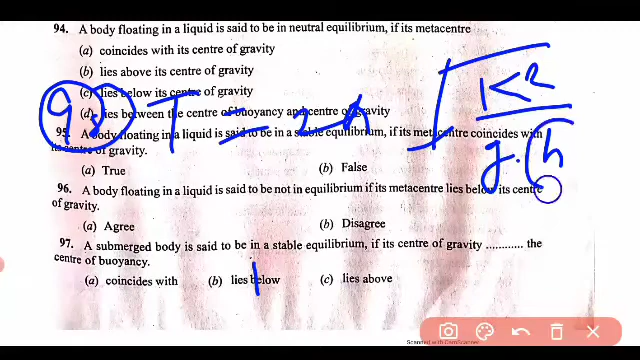 94. A body floating in a liquid is said to be in neutral equilibrium, if its metacentre
(a) coincides with its centre of gravity
(b) lies above its centre of gravity
(c) lies below its centre of gravity
(d) lies between the centre of buoyancy and centre of gravity
95. A body floating in a liquid is said to be in a stable equilibrium, if its metacentre coincides with
its centre of gravity.
(a) True (b) False
96. A body floating in a liquid is said to be not in equilibrium if its metacentre lies below its centre
of gravity.
(a) Agree (b) Disagree
97. A submerged body is said to be in a stable equilibrium, if its centre of gravity ............ the
centre of buoyancy.
(a) coincides with (b) lies below (c) lies above
98
T = 2
K2
g. (h
Scanned with CamScanner